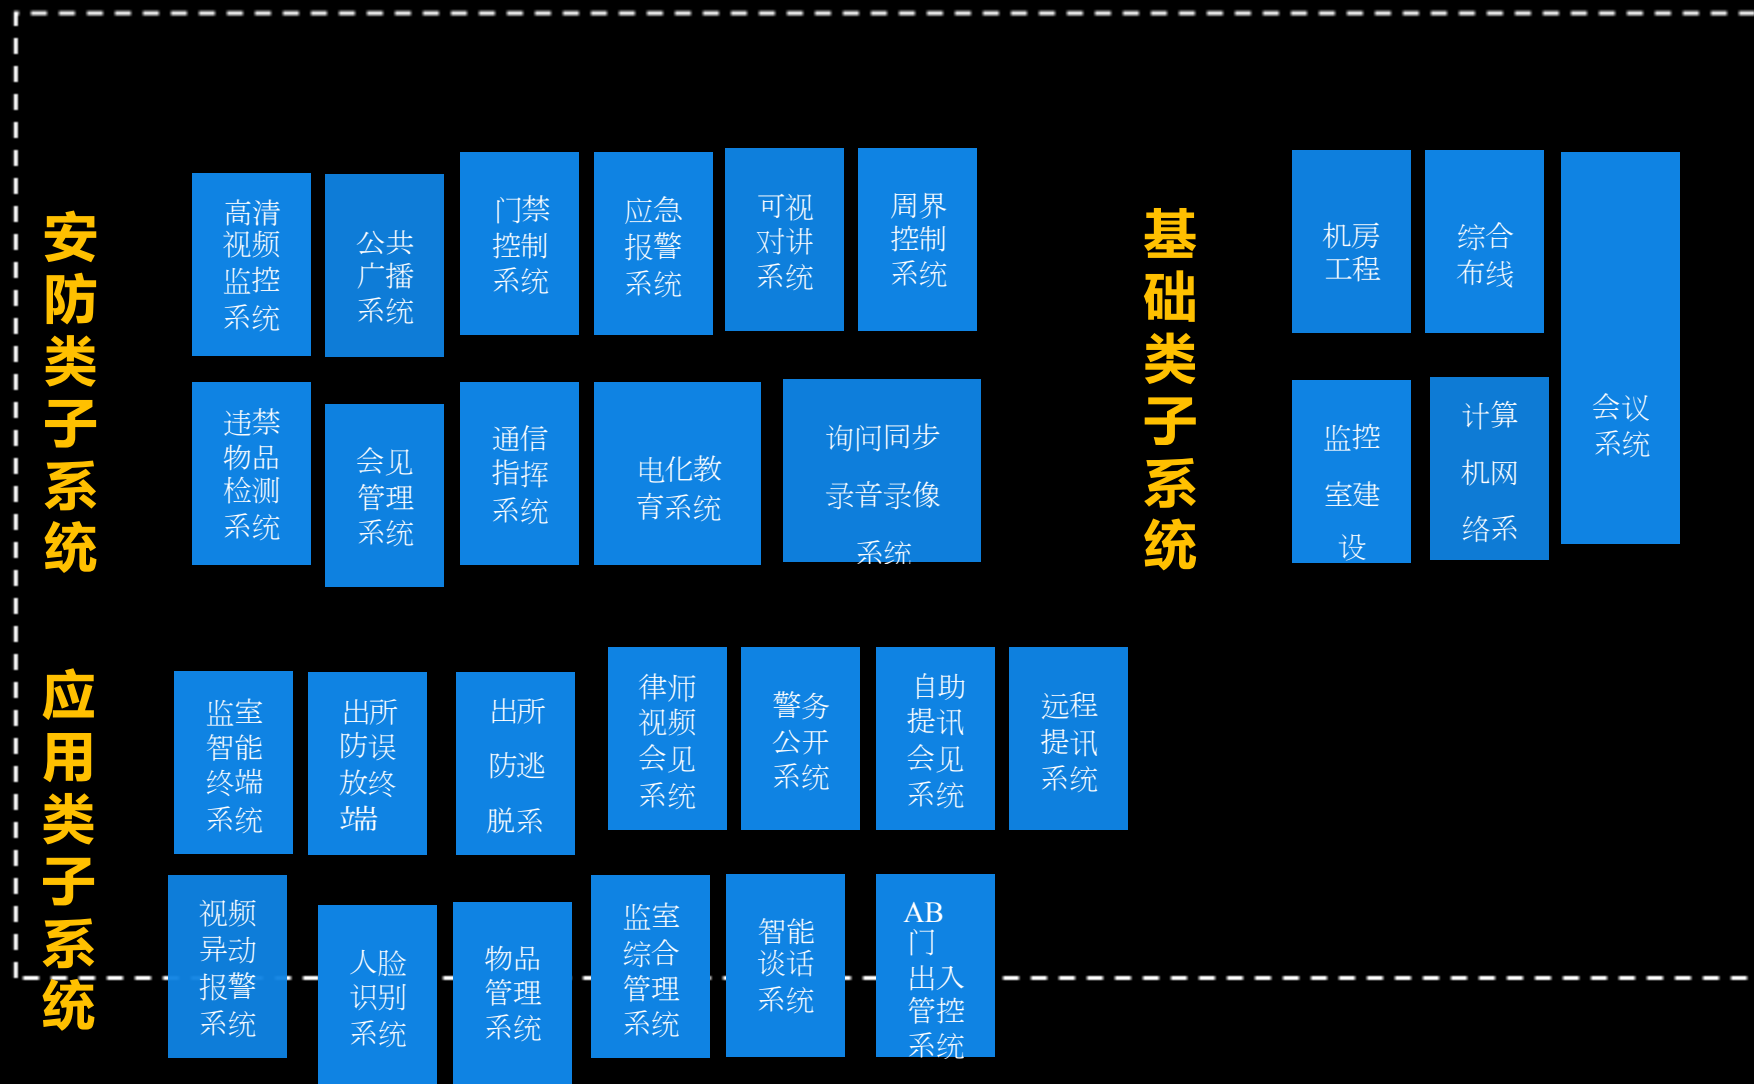 安防类子系统
高清
视频
监控
系统
公共
广播
系统
门禁
控制
系统
应急
报警
系统
可视
对讲
系统
周界
控制
系统
违禁
物品
检测
系统
会见
管理
系统
通信
指挥
系统
电化教
育系统
询问同步
录音录像
系统
基础类子系统
机房
工程
综合
布线
会议
系统
监控
室建
设
计算
机网
络系
应用类子系统
监室
智能
终端
系统
出所
防误
放终
端
出所
防逃
脱系
律师
视频
会见
系统
警务
公开
系统
自助
提讯
会见
系统
远程
提讯
系统
视频
异动
报警
系统
人脸
识别
系统
物品
管理
系统
监室
综合
管理
系统
智能
谈话
系统
AB
门
出入
管控
系统